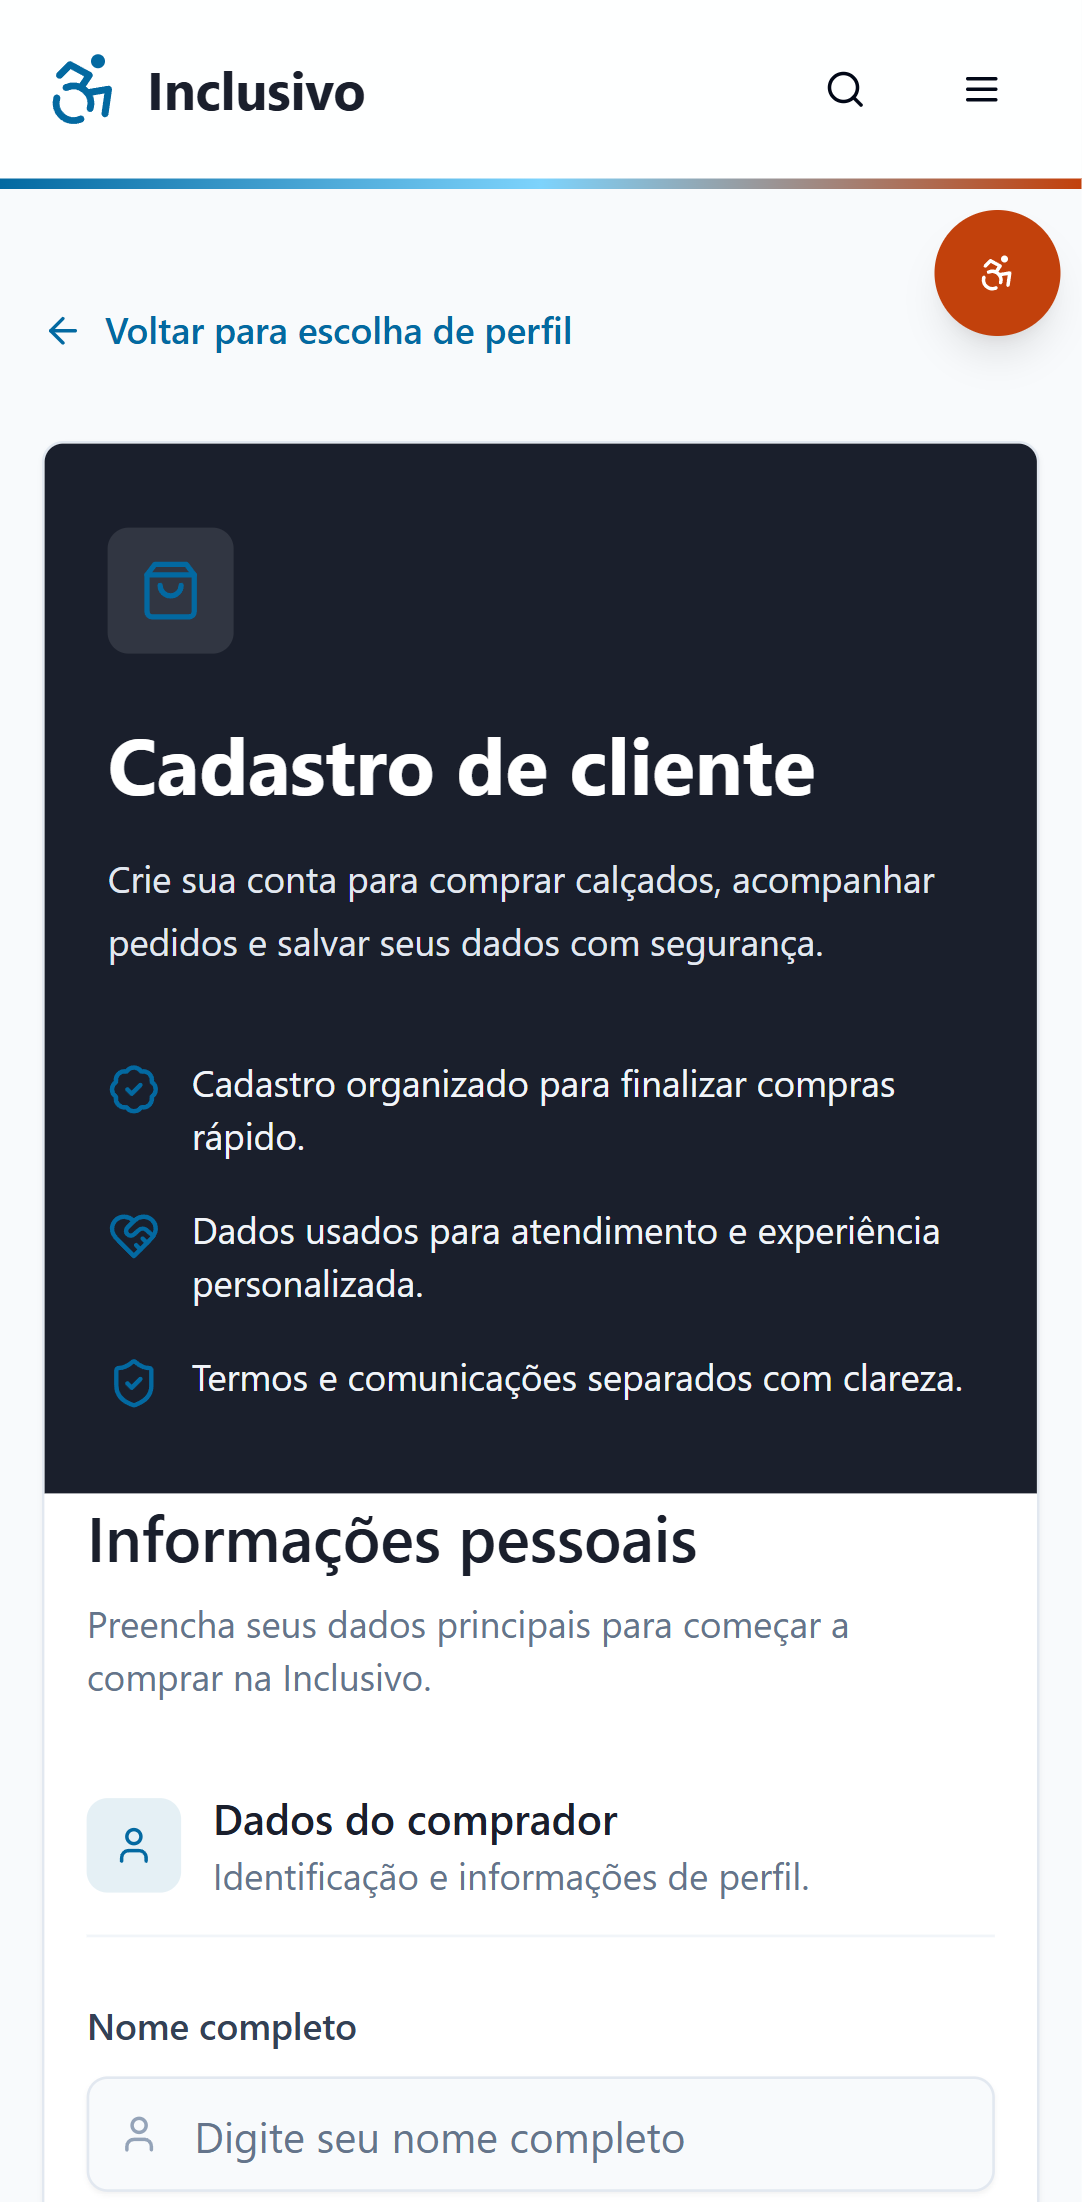 Inclusivo
Voltar para escolha de perfil
Cadastro de cliente
Crie sua conta para comprar calçados, acompanhar
pedidos e salvar seus dados com segurança.
Cadastro organizado para finalizar compras
rápido.
Dados usados para atendimento e experiência
personalizada.
Termos e comunicações separados com clareza.
Informações pessoais
Preencha seus dados principais para começar a
comprar na Inclusivo.
Dados do comprador
Identificação e informações de perfil.
Nome completo
Digite seu nome completo